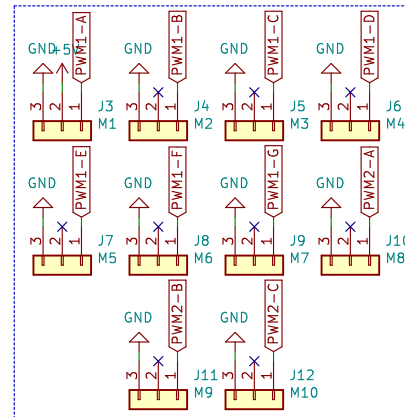 GND +5V PWM1-A
3 2 1 J3
M1
GND PWM1-B
3 2 1 J4
M2
GND PWM1-C
3 2 1 J5
M3
GND PWM1-D
3 2 1 J6
M4
GND PWM1-E
3 2 1 J7
M5
GND PWM1-F
3 2 1 J8
M6
GND PWM1-G
3 2 1 J9
M7
GND PWM2-A
3 2 1 J10
M8
GND PWM2-B
3 2 1 J11
M9
GND PWM2-C
3 2 1 J12
M10